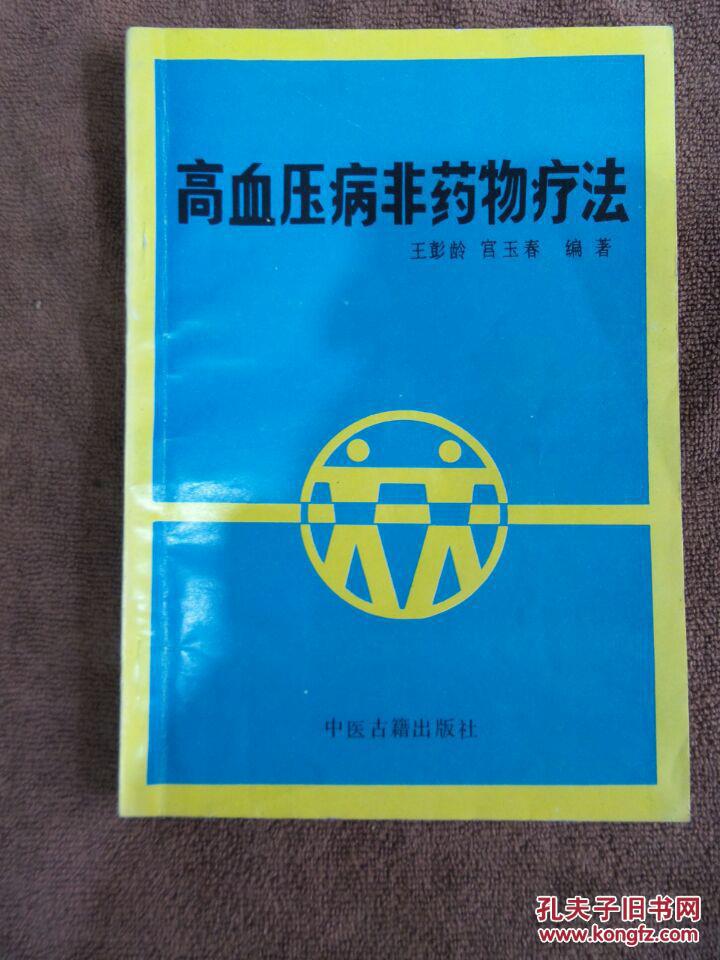 高血压病非药物疗法
王彭龄 宫玉春 编著
中医古籍出版社
孔夫子旧书网
www.kongfz.com